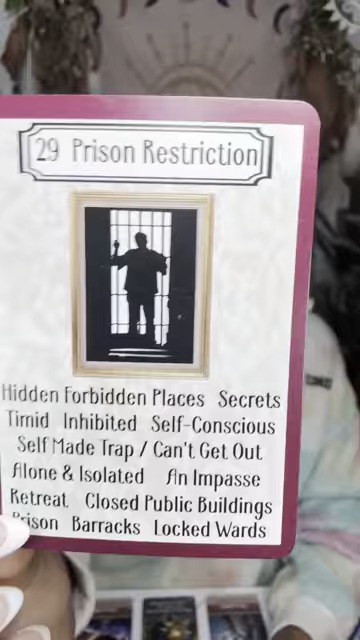 29 Prison Restriction
Hidden Forbidden Places Secrets
Timid Inhibited Self-Conscious
Self Made Trap / Can't Get Out
Alone & Isolated An Impasse
Retreat Closed Public Buildings
Prison Barracks Locked Wards